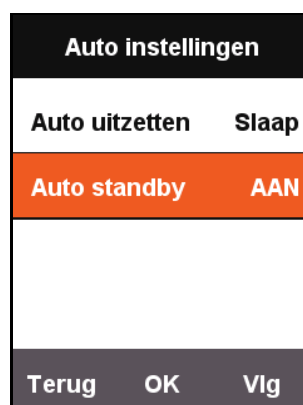 Auto instellingen
Auto uitzetten Slaap
Auto standby AAN
Terug OK Vlg